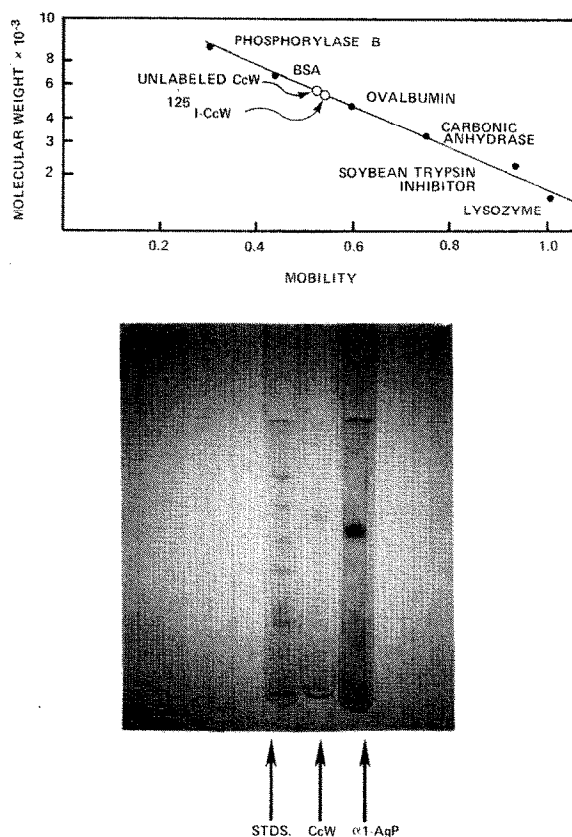 MOLECULAR WEIGHT × 10⁻³
10
8
6
4
3
2
PHOSPHORYLASE B
BSA
UNLABELED CcW
125 I-CcW
OVALBUMIN
CARBONIC
ANHYDRASE
SOYBEAN TRYPSIN
INHIBITOR
LYSOZYME
0.2 0.4 0.6 0.8 1.0
MOBILITY
STDS. CcW α1-AgP